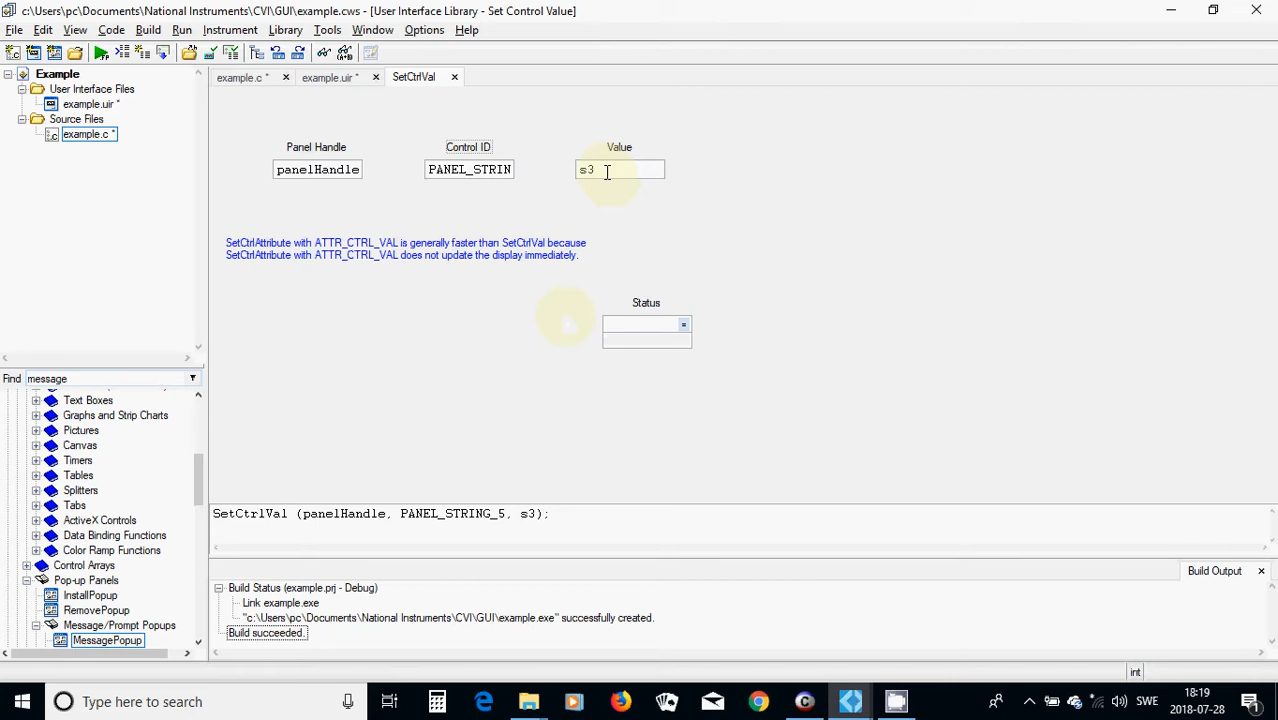 c:\Users\pc\Documents\National Instruments\CVI\GUI\example.cws - [User Interface Library - Set Control Value]
File Edit View Code Build Run Instrument Library Tools Window Options Help
Example
User Interface Files
example.uir *
Source Files
example.c *
example.c * example.uir * SetCtrlVal
Panel Handle Control ID Value
panelHandle PANEL_STRIN s3
SetCtrlAttribute with ATTR_CTRL_VAL is generally faster than SetCtrlVal because
SetCtrlAttribute with ATTR_CTRL_VAL does not update the display immediately.
Status
Find message
Text Boxes
Graphs and Strip Charts
Pictures
Canvas
Timers
Tables
Splitters
Tabs
ActiveX Controls
Data Binding Functions
Color Ramp Functions
Control Arrays
Pop-up Panels
InstallPopup
RemovePopup
Message/Prompt Popups
MessagePopup
SetCtrlVal (panelHandle, PANEL_STRING_5, s3);
Build Output
Build Status (example.prj - Debug)
Link example.exe
"c:\Users\pc\Documents\National Instruments\CVI\GUI\example.exe" successfully created.
Build succeeded.
int
Type here to search
SWE
18:19
2018-07-28
1